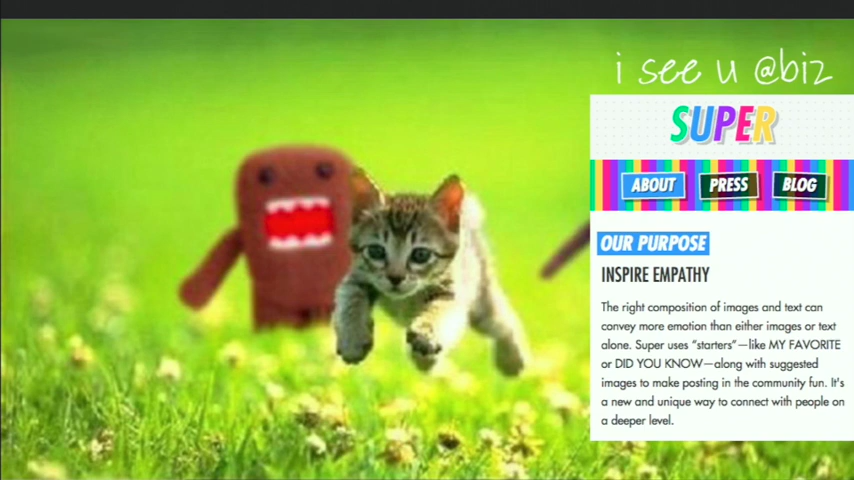 i see u @biz
SUPER
ABOUT PRESS BLOG
OUR PURPOSE
INSPIRE EMPATHY
The right composition of images and text can
convey more emotion than either images or text
alone. Super uses "starters"—like MY FAVORITE
or DID YOU KNOW—along with suggested
images to make posting in the community fun. It's
a new and unique way to connect with people on
a deeper level.